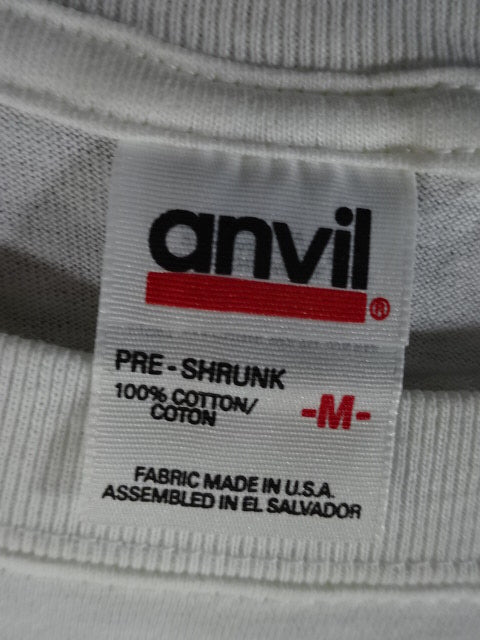 anvil®
PRE-SHRUNK
100% COTTON/
COTON
-M-
FABRIC MADE IN U.S.A.
ASSEMBLED IN EL SALVADOR